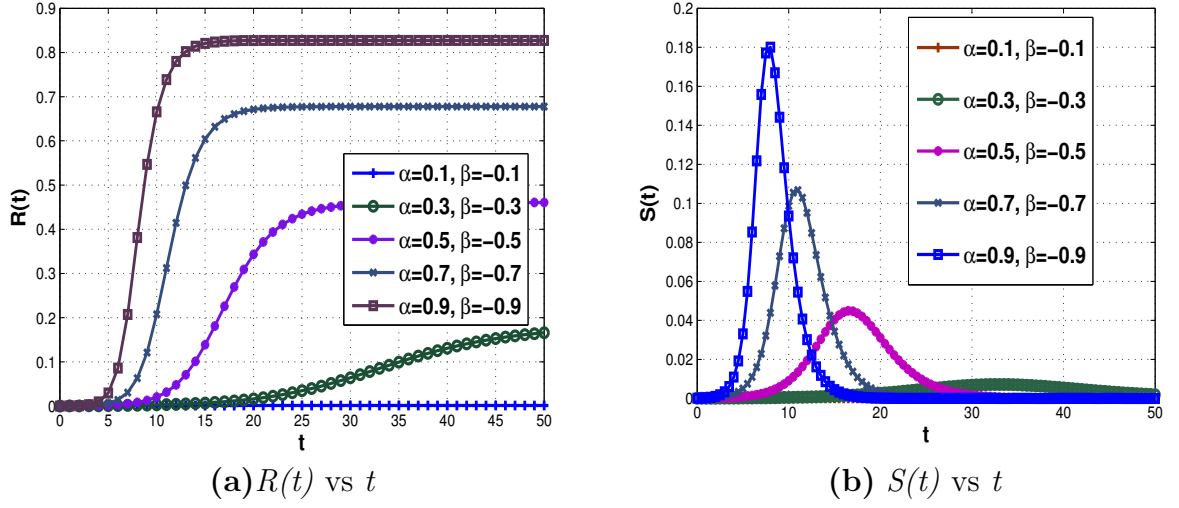 0.9
0.8
0.7
0.6
0.5
0.4
0.3
0.2
0.1
0
R(t)
0 5 10 15 20 25 30 35 40 45 50
t
α=0.1, β=−0.1
α=0.3, β=−0.3
α=0.5, β=−0.5
α=0.7, β=−0.7
α=0.9, β=−0.9
(a) R(t) vs t
0.2
0.18
0.16
0.14
0.12
0.1
0.08
0.06
0.04
0.02
0
S(t)
0 10 20 30 40 50
t
α=0.1, β=−0.1
α=0.3, β=−0.3
α=0.5, β=−0.5
α=0.7, β=−0.7
α=0.9, β=−0.9
(b) S(t) vs t